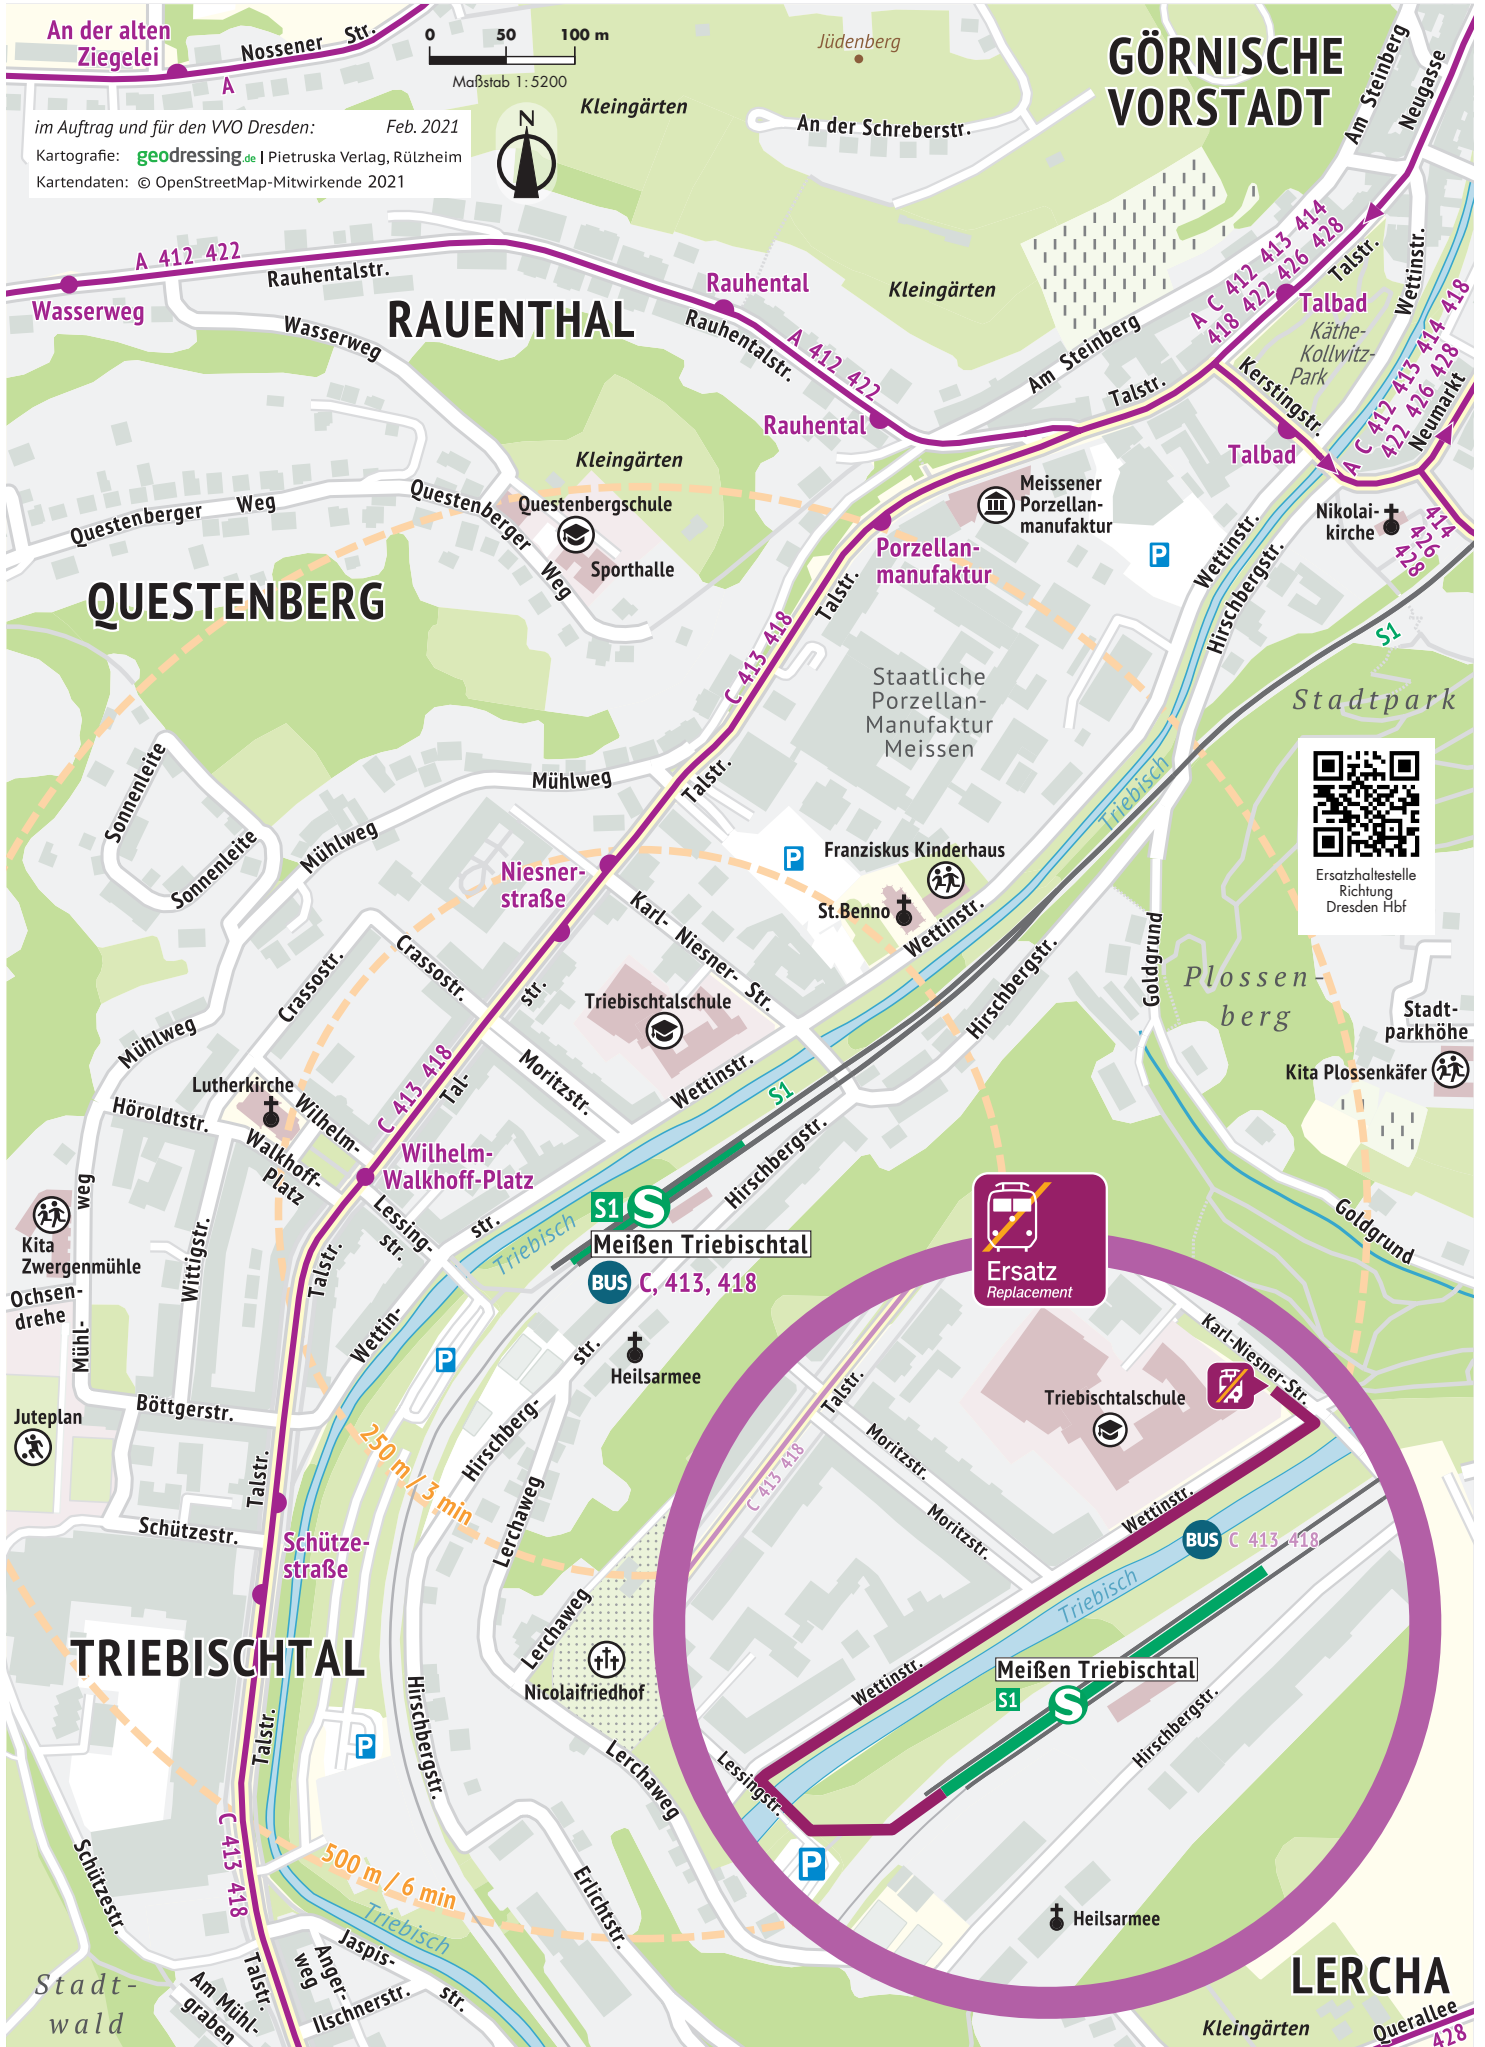 An der alten
Ziegelei
Nossener Str.
A
0 50 100 m
Maßstab 1:5200
N
im Auftrag und für den VVO Dresden: Feb. 2021
Kartografie: geodressing.de | Pietruska Verlag, Rülzheim
Kartendaten: © OpenStreetMap-Mitwirkende 2021
Kleingärten
Jüdenberg
An der Schreberstr.
GÖRNISCHE
VORSTADT
Am Steinberg
Neugasse
A 412 422
Rauhentalstr.
Wasserweg
RAUENTHAL
Wasserweg
Rauhental
Rauhentalstr.
A 412 422
Rauhental
Kleingärten
Am Steinberg
Talstr.
A C 412 413 414
418 422 426 428
Talstr.
Talbad
Käthe-
Kollwitz-
Park
Wettinstr.
Kerstingstr.
Talbad
A C 412 413 414 418
422 426 428
Neumarkt
Nikolai-
kirche
414
426
428
S1
Kleingärten
Questenbergschule
Sporthalle
Questenberger Weg
Questenberger
Weg
QUESTENBERG
Meissener
Porzellan-
manufaktur
P
Porzellan-
manufaktur
Talstr.
C 413 418
Wettinstr.
Hirschbergstr.
Staatliche
Porzellan-
Manufaktur
Meissen
Stadtpark
Triebisch
Ersatzhaltestelle
Richtung
Dresden Hbf
Sonnenleite
Sonnenleite
Mühlweg
Mühlweg
Talstr.
Niesner-
straße
P
Franziskus Kinderhaus
St.Benno
Wettinstr.
Karl- Niesner- Str.
Crassostr.
Crassostr.
str.
Triebischtalschule
Hirschbergstr.
Goldgrund
Plossen-
berg
Stadt-
parkhöhe
Kita Plossenkäfer
Mühlweg
Lutherkirche
Höroldtstr.
Wilhelm-
Walkhoff-
Platz
C 413 418
Tal-
Moritzstr.
Wettinstr.
S1
Wilhelm-
Walkhoff-Platz
Hirschbergstr.
Lessing-
str.
str.
Triebisch
S1 S
Meißen Triebischtal
BUS C, 413, 418
weg
Kita
Zwergenmühle
Ochsen-
drehe
Wittigstr.
Talstr.
Mühl-
Wettin-
P
str.
Heilsarmee
Goldgrund
Ersatz
Replacement
Böttgerstr.
Juteplan
Hirschberg-
250 m / 3 min
Talstr.
Lerchaweg
Schützestr.
Schütze-
straße
TRIEBISCHTAL
Lerchaweg
Nicolaifriedhof
Hirschbergstr.
Talstr.
P
Lerchaweg
C 413 418
Schützestr.
500 m / 6 min
Erlichtstr.
Triebisch
Jaspis-
str.
Anger-
weg
Ilschnerstr.
Talstr.
Am Mühl-
graben
Stadt-
wald
Karl-Niesner-Str.
Triebischtalschule
Talstr.
C 413 418
Moritzstr.
Moritzstr.
Wettinstr.
BUS C 413 418
Triebisch
Wettinstr.
Meißen Triebischtal
S1 S
Hirschbergstr.
Lessingstr.
P
Heilsarmee
LERCHA
Kleingärten
Querallee
428